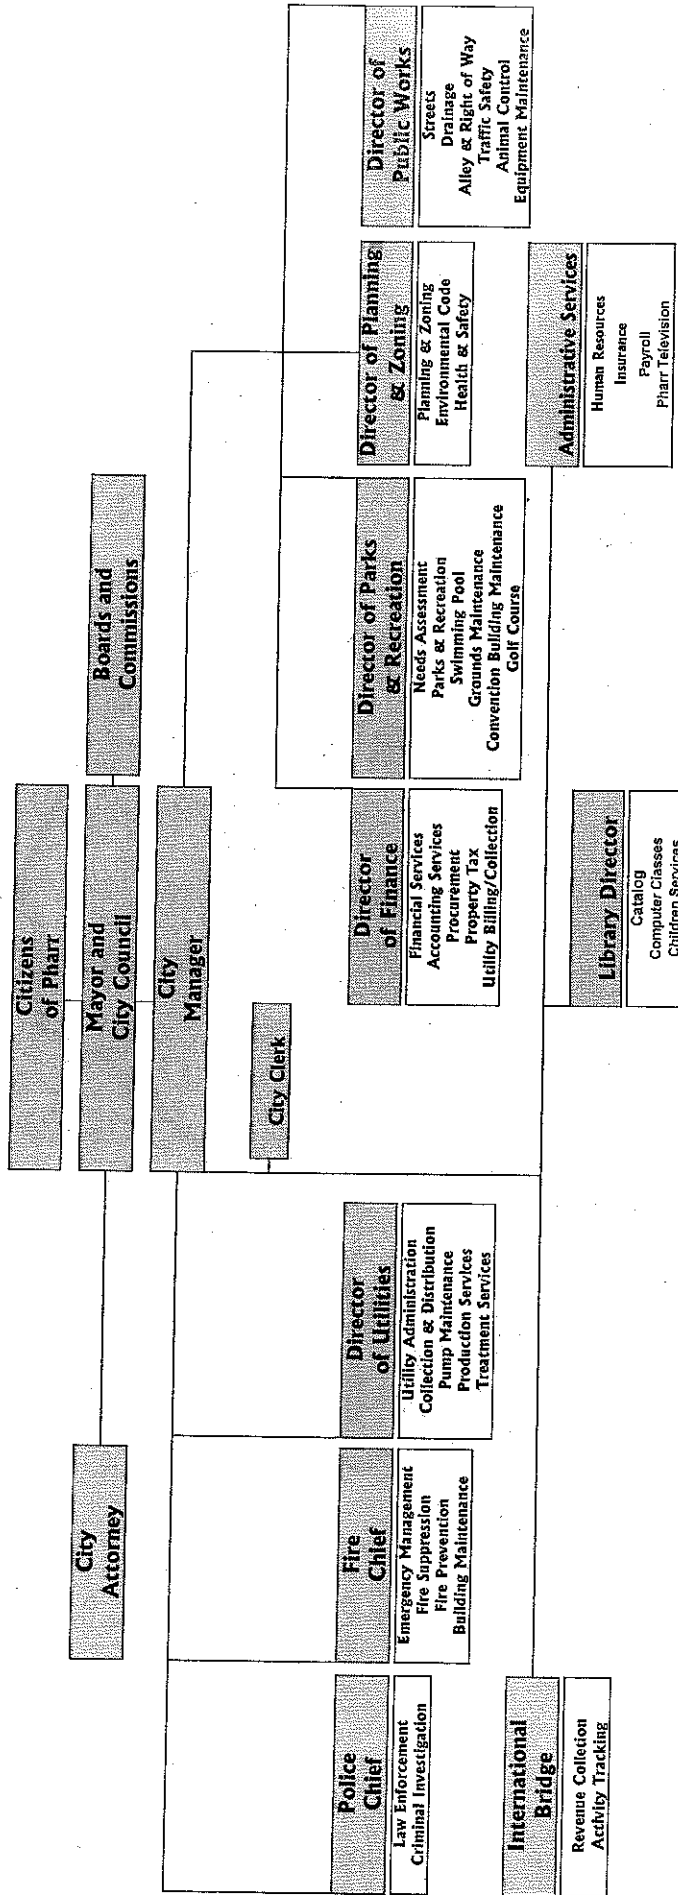 Citizens
of Pharr
Mayor and
City Council
Boards and
Commissions
City
Attorney
City
Manager
City Clerk
Police
Chief
Law Enforcement
Criminal Investigation
Fire
Chief
Emergency Management
Fire Suppression
Fire Prevention
Building Maintenance
Director
of Utilities
Utility Administration
Collection & Distribution
Pump Maintenance
Production Services
Treatment Services
Director
of Finance
Financial Services
Accounting Services
Procurement
Property Tax
Utility Billing/Collection
Director of Parks
& Recreation
Needs Assessment
Parks & Recreation
Swimming Pool
Grounds Maintenance
Convention Building Maintenance
Golf Course
Director of Planning
& Zoning
Planning & Zoning
Environmental Code
Health & Safety
Director of
Public Works
Streets
Drainage
Alley & Right of Way
Traffic Safety
Animal Control
Equipment Maintenance
International
Bridge
Revenue Colletion
Activity Tracking
Library Director
Catalog
Computer Classes
Children Services
Administrative Services
Human Resources
Insurance
Payroll
Pharr Television